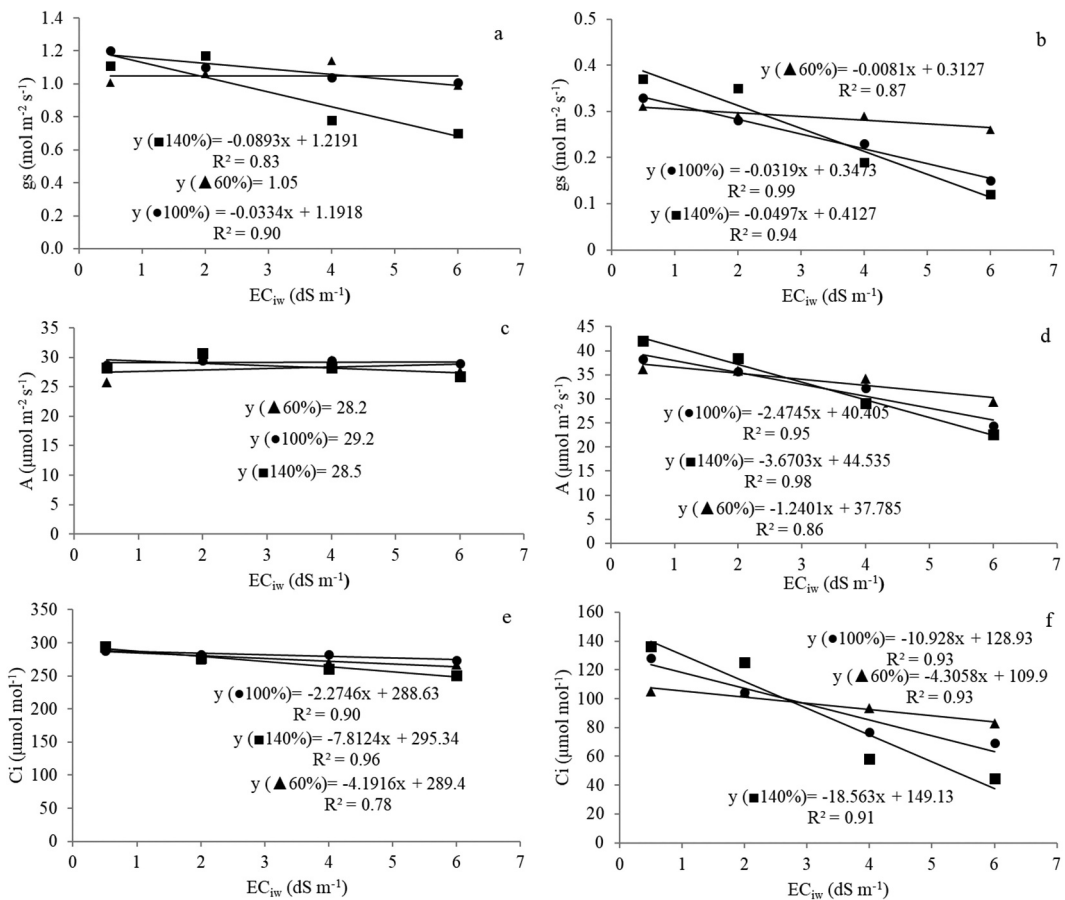 a
1.4
1.2
1.0
0.8
0.6
0.4
0.2
0.0
gs (mol m⁻² s⁻¹)
y (■140%) = -0.0893x + 1.2191
R² = 0.83
y (▲60%) = 1.05
y (●100%) = -0.0334x + 1.1918
R² = 0.90
0 1 2 3 4 5 6 7
ECiw (dS m⁻¹)
b
0.5
0.4
0.3
0.2
0.1
0
gs (mol m⁻² s⁻¹)
y (▲60%) = -0.0081x + 0.3127
R² = 0.87
y (●100%) = -0.0319x + 0.3473
R² = 0.99
y (■140%) = -0.0497x + 0.4127
R² = 0.94
0 1 2 3 4 5 6 7
ECiw (dS m⁻¹)
c
35
30
25
20
15
10
5
0
A (µmol m⁻² s⁻¹)
y (▲60%)= 28.2
y (●100%)= 29.2
y (■140%)= 28.5
0 1 2 3 4 5 6 7
ECiw (dS m⁻¹)
d
45
40
35
30
25
20
15
10
5
0
A (µmol m⁻² s⁻¹)
y (●100%)= -2.4745x + 40.405
R² = 0.95
y (■140%)= -3.6703x + 44.535
R² = 0.98
y (▲60%)= -1.2401x + 37.785
R² = 0.86
0 1 2 3 4 5 6 7
ECiw (dS m⁻¹)
e
350
300
250
200
150
100
50
0
Ci (µmol mol⁻¹)
y (●100%)= -2.2746x + 288.63
R² = 0.90
y (■140%)= -7.8124x + 295.34
R² = 0.96
y (▲60%)= -4.1916x + 289.4
R² = 0.78
0 1 2 3 4 5 6 7
ECiw (dS m⁻¹)
f
160
140
120
100
80
60
40
20
0
Ci (µmol mol⁻¹)
y (●100%)= -10.928x + 128.93
R² = 0.93
y (▲60%)= -4.3058x + 109.9
R² = 0.93
y (■140%)= -18.563x + 149.13
R² = 0.91
0 1 2 3 4 5 6 7
ECiw (dS m⁻¹)